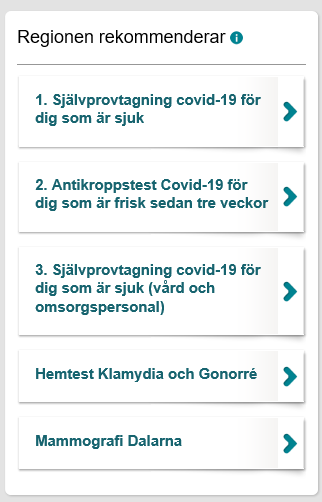 Regionen rekommenderar
1. Självprovtagning covid-19 för
dig som är sjuk
2. Antikroppstest Covid-19 för
dig som är frisk sedan tre veckor
3. Självprovtagning covid-19 för
dig som är sjuk (vård och
omsorgspersonal)
Hemtest Klamydia och Gonorré
Mammografi Dalarna